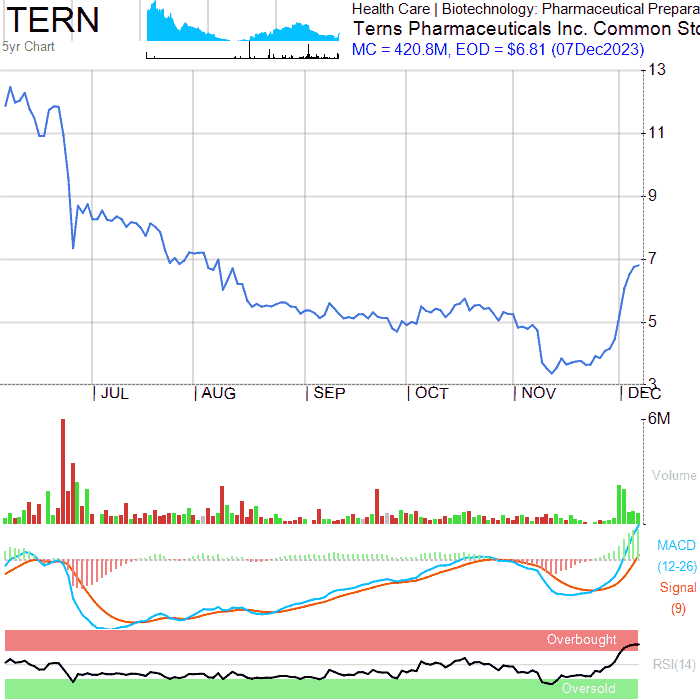 TERN
5yr Chart
Health Care | Biotechnology: Pharmaceutical Prepara
Terns Pharmaceuticals Inc. Common Sto
MC = 420.8M, EOD = $6.81 (07Dec2023)
13
11
9
7
5
3
JUL AUG SEP OCT NOV DEC
6M
Volume
MACD
(12-26)
Signal
(9)
Overbought
RSI(14)
Oversold